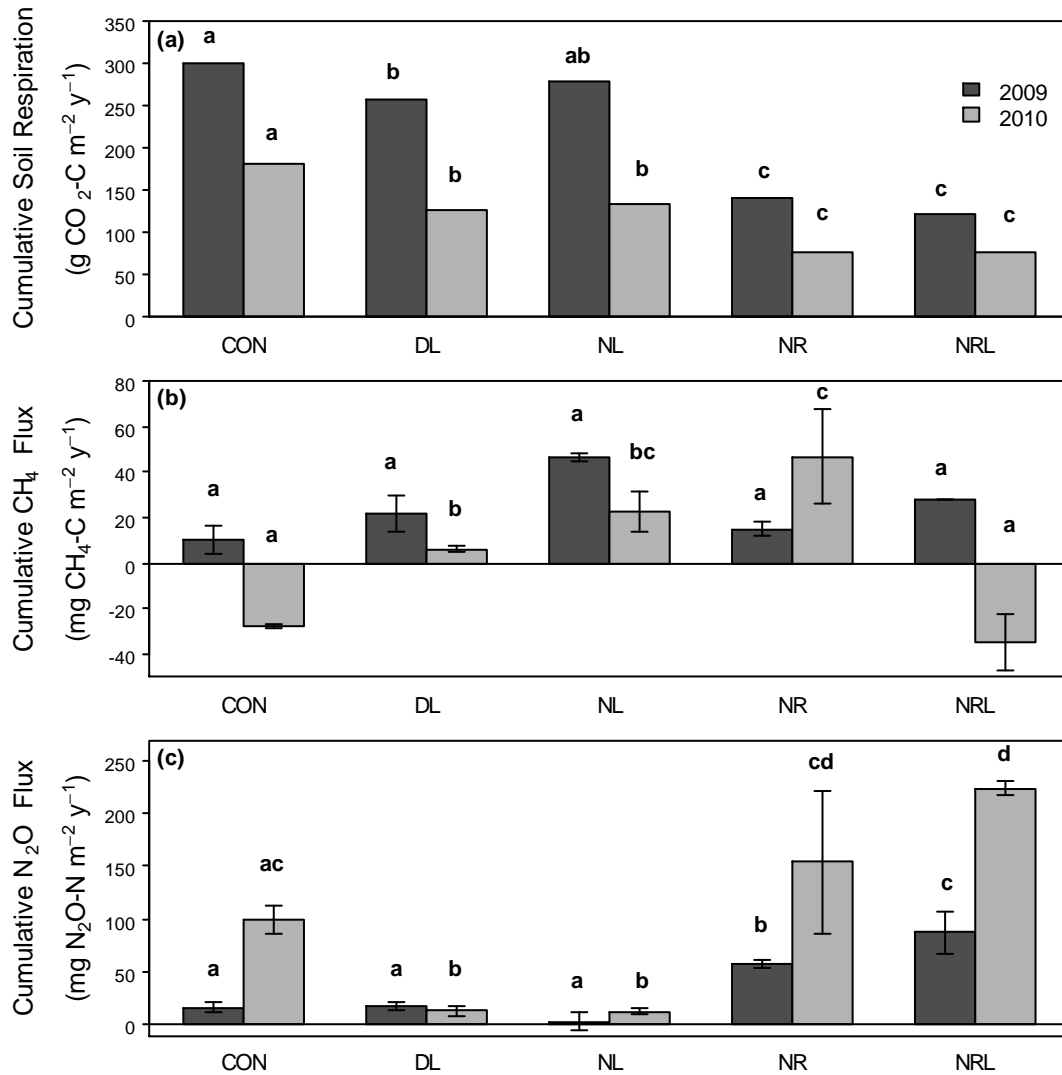 Cumulative Soil Respiration
(g CO2-C m−2 y−1)
(a)
350
300
250
200
150
100
50
0
a
a
b
b
ab
b
c
c
c
c
2009
2010
CON DL NL NR NRL
Cumulative CH4 Flux
(mg CH4-C m−2 y−1)
(b)
80
60
40
20
0
-20
-40
a
a
a
b
a
bc
a
c
a
a
CON DL NL NR NRL
Cumulative N2O Flux
(mg N2O-N m−2 y−1)
(c)
250
200
150
100
50
0
a
ac
a
b
a
b
b
cd
c
d
CON DL NL NR NRL